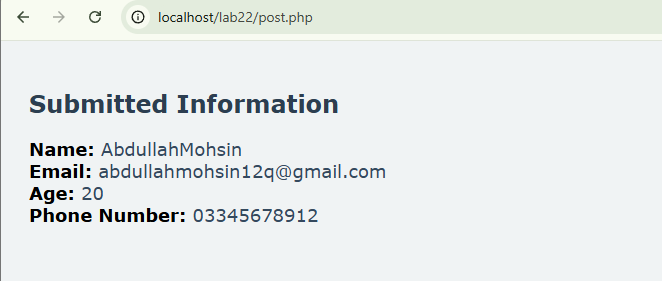 localhost/lab22/post.php
Submitted Information
Name: AbdullahMohsin
Email: abdullahmohsin12q@gmail.com
Age: 20
Phone Number: 03345678912